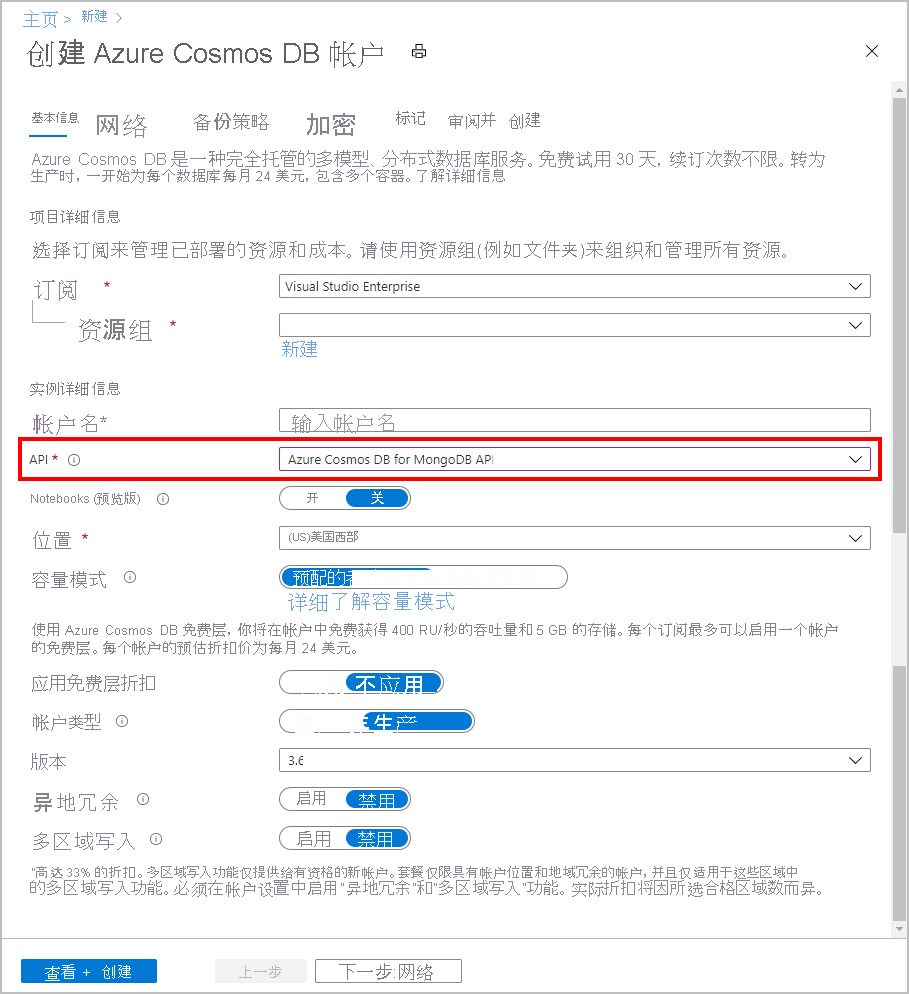 主页 > 新建 >
创建 Azure Cosmos DB 帐户
基本信息 网络 备份策略 加密 标记 审阅并 创建
Azure Cosmos DB 是一种完全托管的多模型、分布式数据库服务。免费试用 30 天，续订次数不限。转为
生产时，一开始为每个数据库每月 24 美元，包含多个容器。了解详细信息
项目详细信息
选择订阅来管理已部署的资源和成本。请使用资源组(例如文件夹)来组织和管理所有资源。
订阅 * Visual Studio Enterprise
资源组 *
新建
实例详细信息
帐户名* 输入帐户名
API * Azure Cosmos DB for MongoDB API
Notebooks (预览版) 开 关
位置 * (US)美国西部
容量模式 预配的
详细了解容量模式
使用 Azure Cosmos DB 免费层，你将在帐户中免费获得 400 RU/秒的吞吐量和 5 GB 的存储。每个订阅最多可以启用一个帐户
的免费层。每个帐户的预估折扣价为每月 24 美元。
应用免费层折扣 不应用
帐户类型 生产
版本 3.6
异地冗余 启用 禁用
多区域写入 启用 禁用
"高达 33% 的折扣。多区域写入功能仅提供给有资格的新帐户。套餐仅限具有帐户位置和地域冗余的帐户，并且仅适用于这些区域中
的多区域写入功能。必须在帐户设置中启用"异地冗余"和"多区域写入"功能。实际折扣将因所选合格区域数而异。
查看 + 创建 上一步 下一步:网络